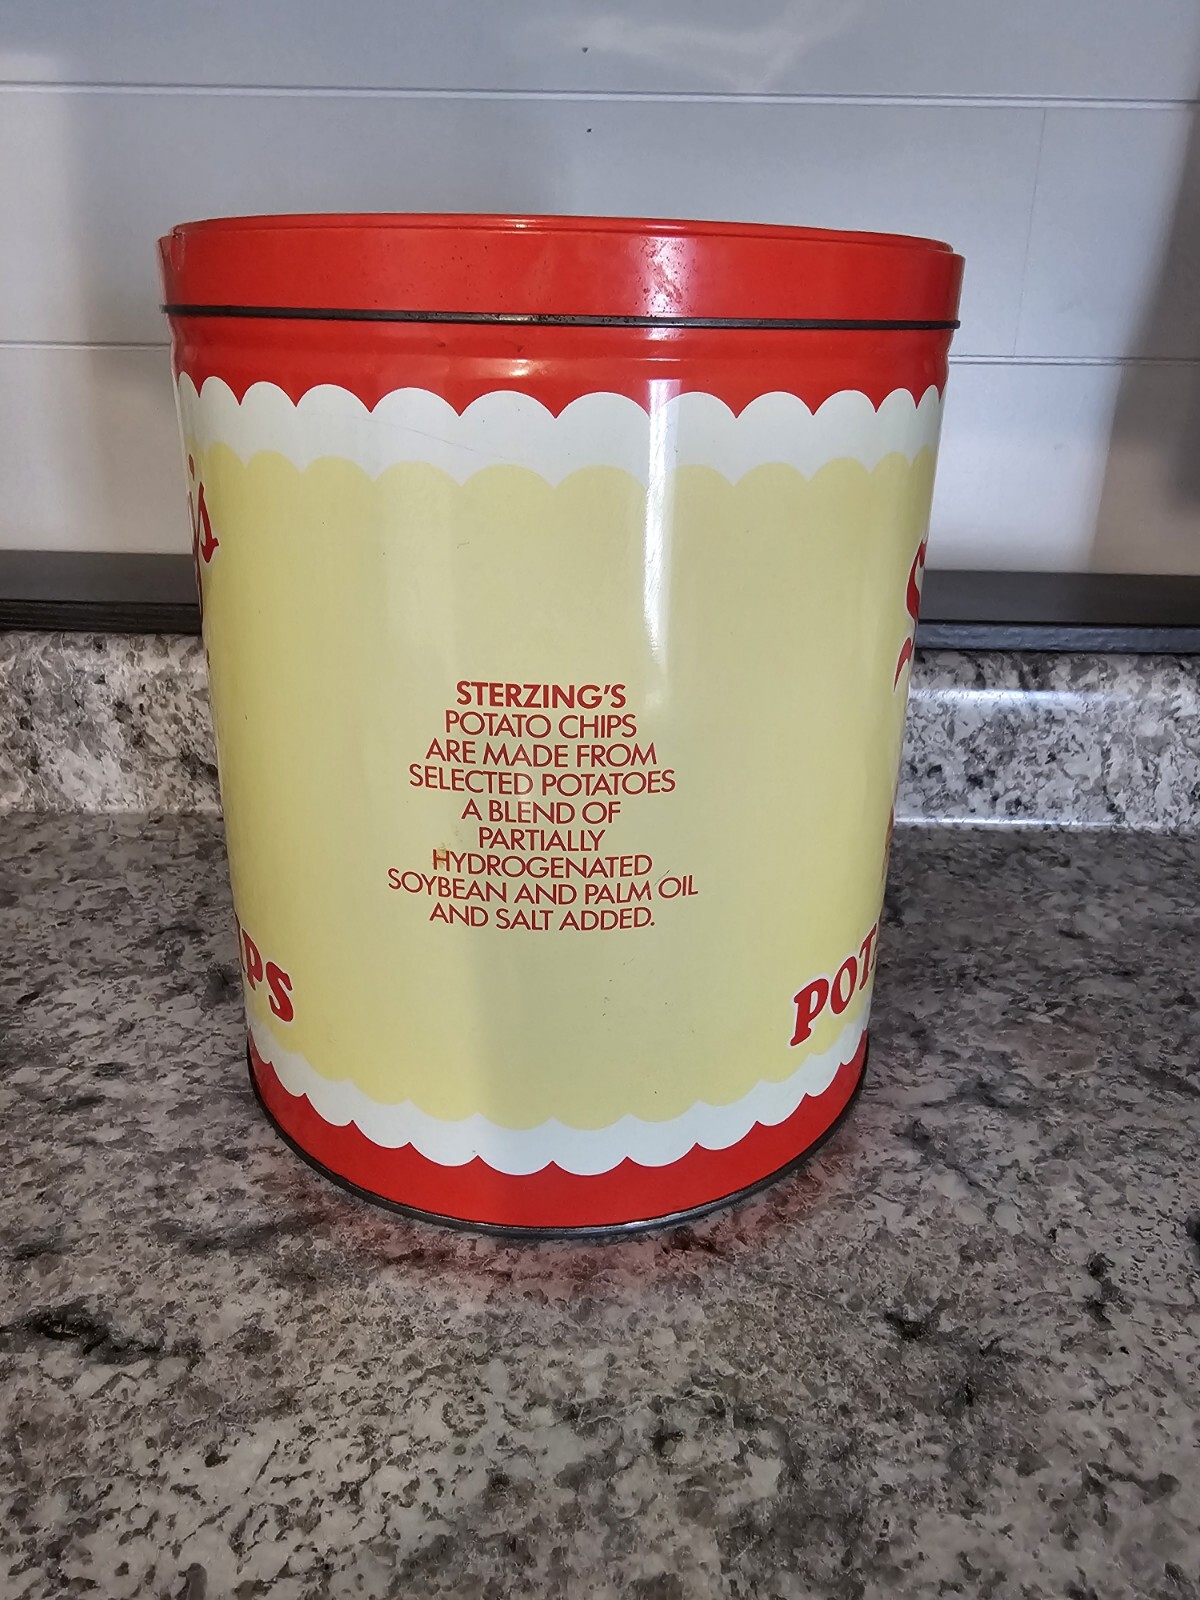 STERZING'S
POTATO CHIPS
ARE MADE FROM
SELECTED POTATOES
A BLEND OF
PARTIALLY
HYDROGENATED
SOYBEAN AND PALM OIL
AND SALT ADDED.